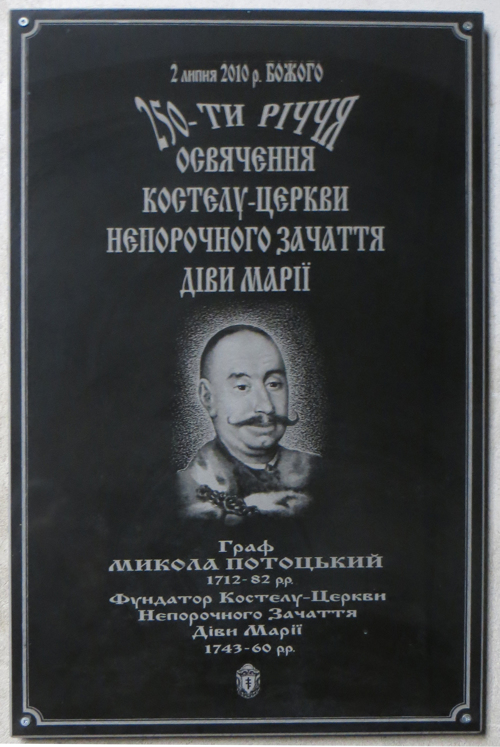 2 липня 2010 р. БОЖОГО
250-ТИ РІЧЧЯ
ОСВЯЧЕННЯ
КОСТЕЛУ-ЦЕРКВИ
НЕПОРОЧНОГО ЗАЧАТТЯ
ДІВИ МАРІЇ
Граф
МИКОЛА ПОТОЦЬКИЙ
1712-82 рр.
Фундатор Костелу-Церкви
Непорочного Зачаття
Діви Марії
1743-60 рр.